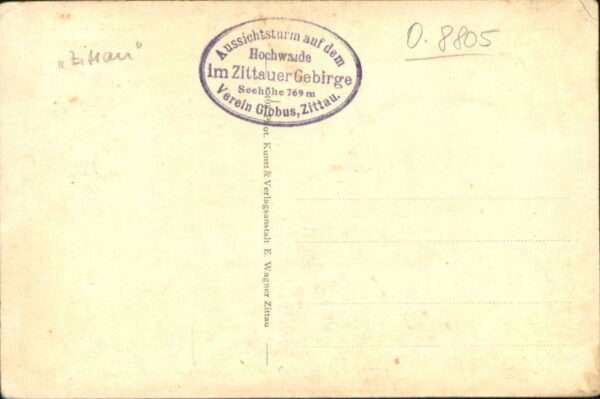 „Zittau“
O. 8805
Aussichtsturm auf dem
Hochwalde
im Zittauer Gebirge
Seehöhe 769 m
Verein Globus, Zittau.
Kunst & Verlagsanstalt E. Wagner Zittau